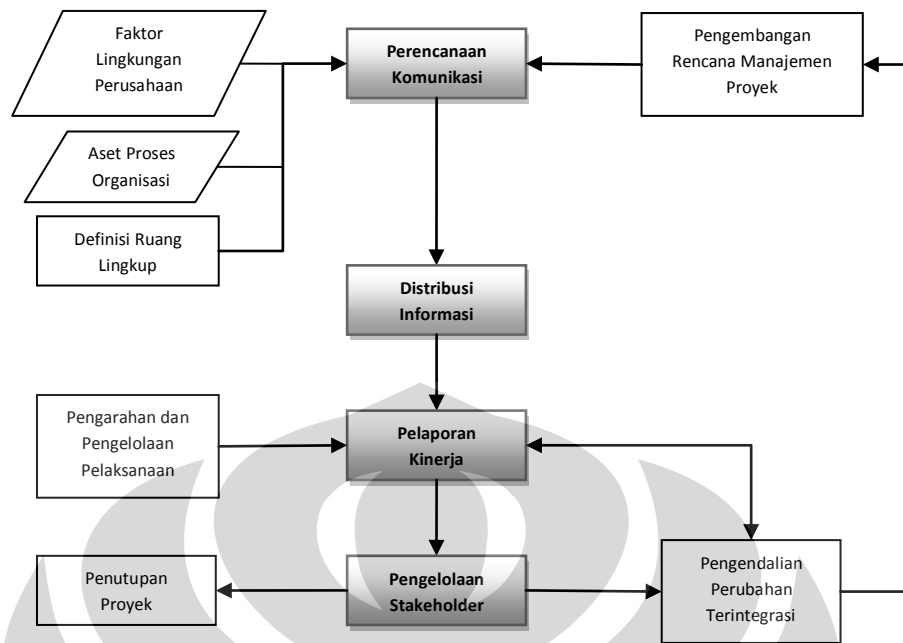 Faktor
Lingkungan
Perusahaan
Perencanaan
Komunikasi
Pengembangan
Rencana Manajemen
Proyek
Aset Proses
Organisasi
Definisi Ruang
Lingkup
Distribusi
Informasi
Pengarahan dan
Pengelolaan
Pelaksanaan
Pelaporan
Kinerja
Penutupan
Proyek
Pengelolaan
Stakeholder
Pengendalian
Perubahan
Terintegrasi